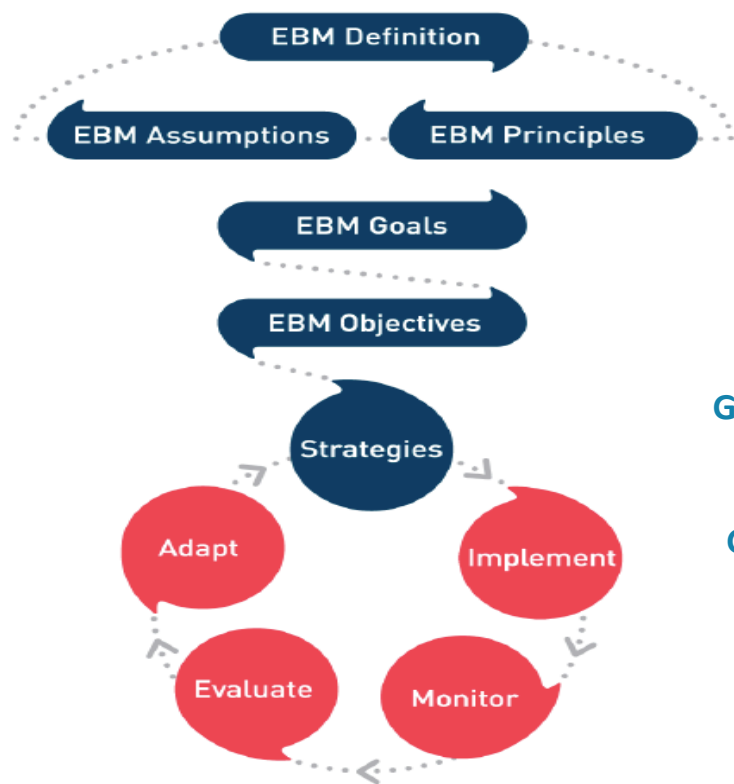 EBM Definition
EBM Assumptions
EBM Principles
EBM Goals
EBM Objectives
Strategies
Adapt
Implement
Evaluate
Monitor
G